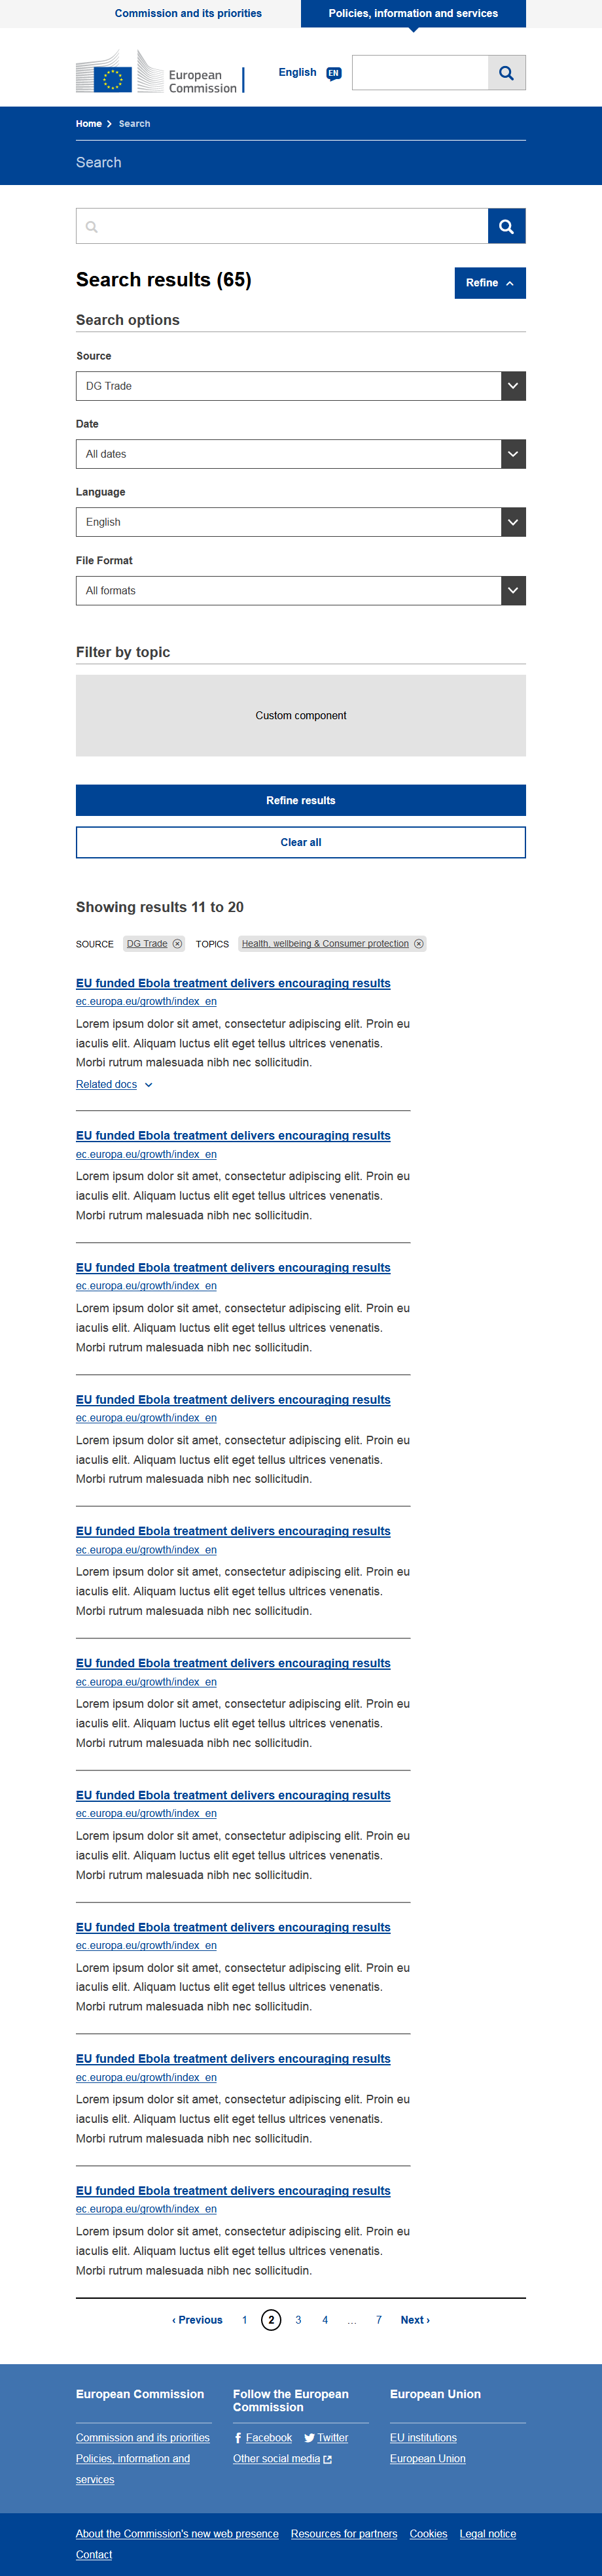 Commission and its priorities
Policies, information and services
European
Commission
English EN
Home Search
Search
Search results (65)
Refine
Search options
Source
DG Trade
Date
All dates
Language
English
File Format
All formats
Filter by topic
Custom component
Refine results
Clear all
Showing results 11 to 20
SOURCE DG Trade TOPICS Health, wellbeing & Consumer protection
EU funded Ebola treatment delivers encouraging results
ec.europa.eu/growth/index_en
Lorem ipsum dolor sit amet, consectetur adipiscing elit. Proin eu
iaculis elit. Aliquam luctus elit eget tellus ultrices venenatis.
Morbi rutrum malesuada nibh nec sollicitudin.
Related docs
EU funded Ebola treatment delivers encouraging results
ec.europa.eu/growth/index_en
Lorem ipsum dolor sit amet, consectetur adipiscing elit. Proin eu
iaculis elit. Aliquam luctus elit eget tellus ultrices venenatis.
Morbi rutrum malesuada nibh nec sollicitudin.
EU funded Ebola treatment delivers encouraging results
ec.europa.eu/growth/index_en
Lorem ipsum dolor sit amet, consectetur adipiscing elit. Proin eu
iaculis elit. Aliquam luctus elit eget tellus ultrices venenatis.
Morbi rutrum malesuada nibh nec sollicitudin.
EU funded Ebola treatment delivers encouraging results
ec.europa.eu/growth/index_en
Lorem ipsum dolor sit amet, consectetur adipiscing elit. Proin eu
iaculis elit. Aliquam luctus elit eget tellus ultrices venenatis.
Morbi rutrum malesuada nibh nec sollicitudin.
EU funded Ebola treatment delivers encouraging results
ec.europa.eu/growth/index_en
Lorem ipsum dolor sit amet, consectetur adipiscing elit. Proin eu
iaculis elit. Aliquam luctus elit eget tellus ultrices venenatis.
Morbi rutrum malesuada nibh nec sollicitudin.
EU funded Ebola treatment delivers encouraging results
ec.europa.eu/growth/index_en
Lorem ipsum dolor sit amet, consectetur adipiscing elit. Proin eu
iaculis elit. Aliquam luctus elit eget tellus ultrices venenatis.
Morbi rutrum malesuada nibh nec sollicitudin.
EU funded Ebola treatment delivers encouraging results
ec.europa.eu/growth/index_en
Lorem ipsum dolor sit amet, consectetur adipiscing elit. Proin eu
iaculis elit. Aliquam luctus elit eget tellus ultrices venenatis.
Morbi rutrum malesuada nibh nec sollicitudin.
EU funded Ebola treatment delivers encouraging results
ec.europa.eu/growth/index_en
Lorem ipsum dolor sit amet, consectetur adipiscing elit. Proin eu
iaculis elit. Aliquam luctus elit eget tellus ultrices venenatis.
Morbi rutrum malesuada nibh nec sollicitudin.
EU funded Ebola treatment delivers encouraging results
ec.europa.eu/growth/index_en
Lorem ipsum dolor sit amet, consectetur adipiscing elit. Proin eu
iaculis elit. Aliquam luctus elit eget tellus ultrices venenatis.
Morbi rutrum malesuada nibh nec sollicitudin.
EU funded Ebola treatment delivers encouraging results
ec.europa.eu/growth/index_en
Lorem ipsum dolor sit amet, consectetur adipiscing elit. Proin eu
iaculis elit. Aliquam luctus elit eget tellus ultrices venenatis.
Morbi rutrum malesuada nibh nec sollicitudin.
‹ Previous 1 2 3 4 ... 7 Next ›
European Commission
Commission and its priorities
Policies, information and
services
Follow the European
Commission
Facebook Twitter
Other social media
European Union
EU institutions
European Union
About the Commission's new web presence Resources for partners Cookies Legal notice
Contact